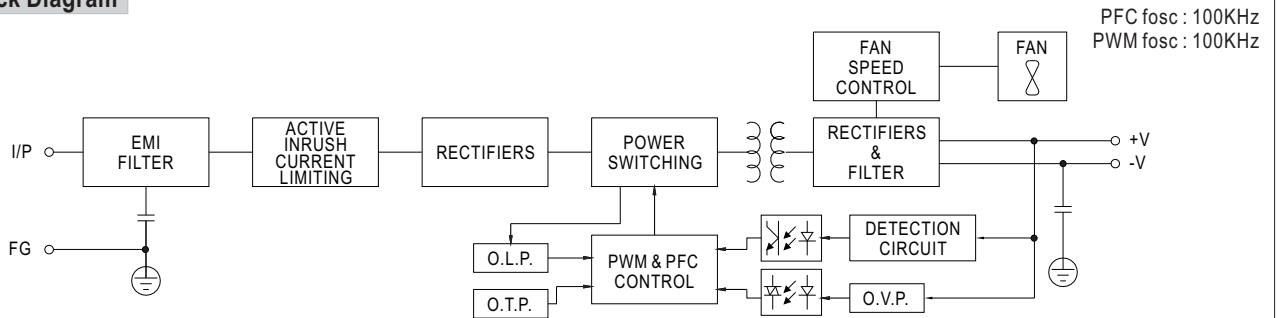 ck Diagram
PFC fosc : 100KHz
PWM fosc : 100KHz
FAN
SPEED
CONTROL
FAN
I/P
EMI
FILTER
ACTIVE
INRUSH
CURRENT
LIMITING
RECTIFIERS
POWER
SWITCHING
RECTIFIERS
&
FILTER
+V
-V
FG
O.L.P.
O.T.P.
PWM & PFC
CONTROL
DETECTION
CIRCUIT
O.V.P.